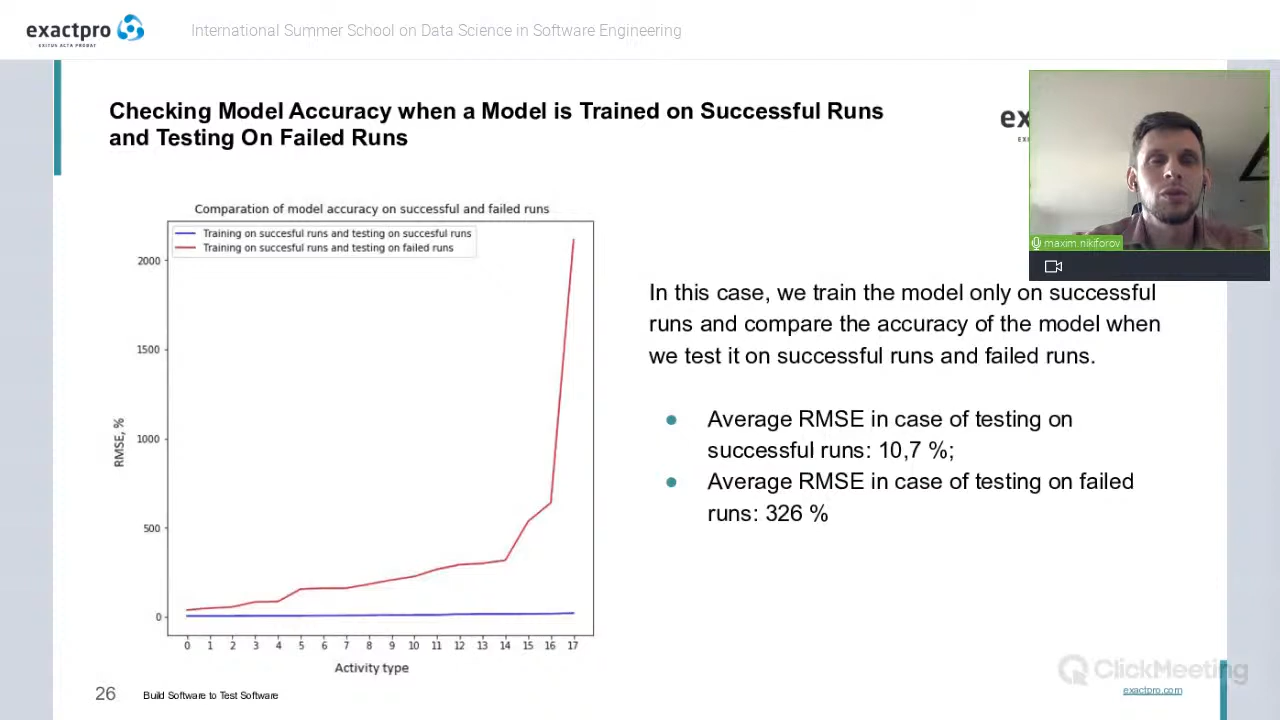 exactpro
EXITUS ACTA PROBAT
International Summer School on Data Science in Software Engineering
Checking Model Accuracy when a Model is Trained on Successful Runs
and Testing On Failed Runs
ex
EX
maxim.nikiforov
Comparation of model accuracy on successful and failed runs
Training on succesful runs and testing on succesful runs
Training on succesful runs and testing on failed runs
2000
1500
1000
500
0
RMSE, %
0 1 2 3 4 5 6 7 8 9 10 11 12 13 14 15 16 17
Activity type
In this case, we train the model only on successful
runs and compare the accuracy of the model when
we test it on successful runs and failed runs.
● Average RMSE in case of testing on
successful runs: 10,7 %;
● Average RMSE in case of testing on failed
runs: 326 %
26
Build Software to Test Software
ClickMeeting
exactpro.com